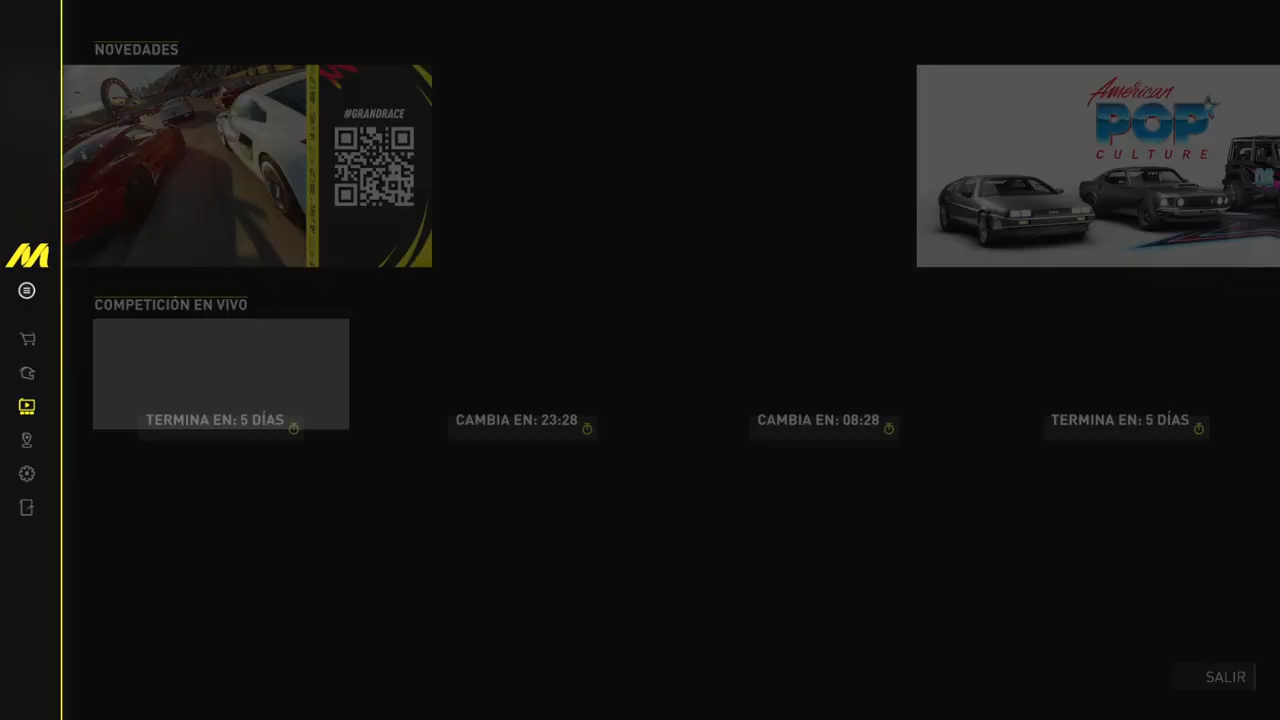 NOVEDADES
#GRANDRACE
American
POP
CULTURE
COMPETICIÓN EN VIVO
TERMINA EN: 5 DÍAS
CAMBIA EN: 23:28
CAMBIA EN: 08:28
TERMINA EN: 5 DÍAS
SALIR